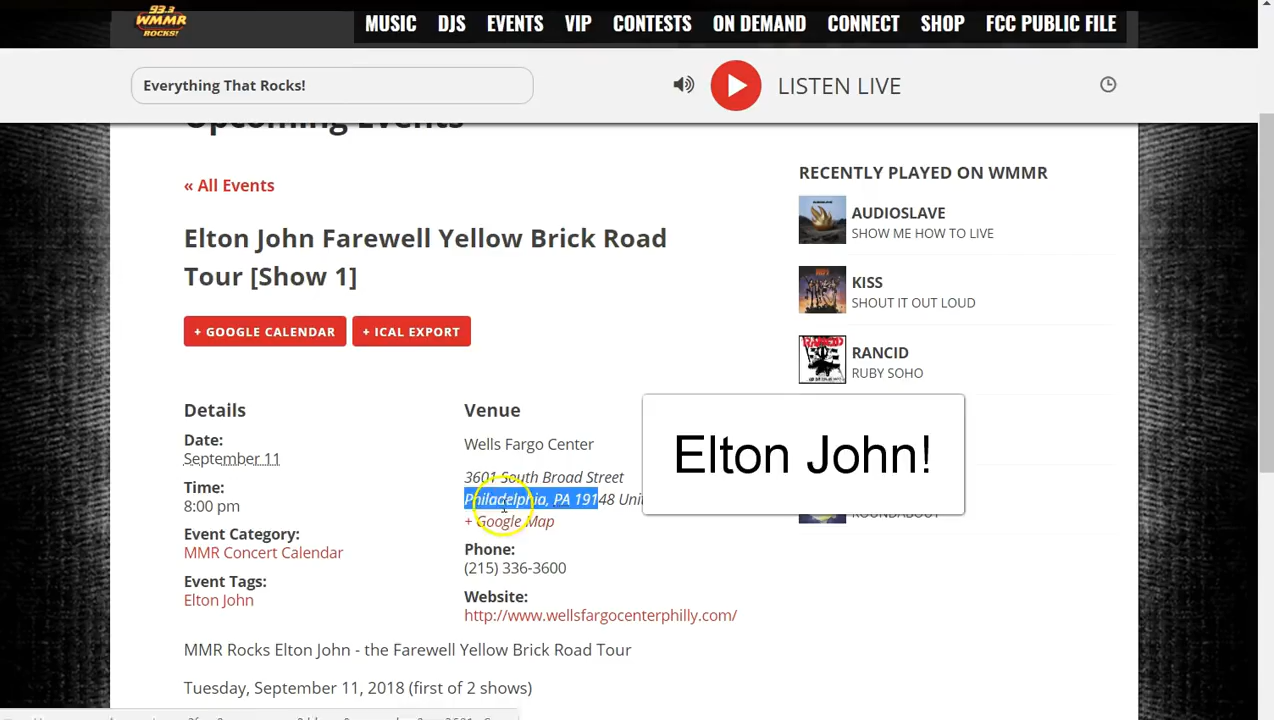 93.3
WMMR
ROCKS!
MUSIC DJS EVENTS VIP CONTESTS ON DEMAND CONNECT SHOP FCC PUBLIC FILE
Everything That Rocks!
LISTEN LIVE
Upcoming Events
« All Events
Elton John Farewell Yellow Brick Road
Tour [Show 1]
+ GOOGLE CALENDAR
+ ICAL EXPORT
Details
Date:
September 11
Time:
8:00 pm
Event Category:
MMR Concert Calendar
Event Tags:
Elton John
Venue
Wells Fargo Center
3601 South Broad Street
Philadelphia, PA 19148 Unit
+ Google Map
Phone:
(215) 336-3600
Website:
http://www.wellsfargocenterphilly.com/
MMR Rocks Elton John - the Farewell Yellow Brick Road Tour
Tuesday, September 11, 2018 (first of 2 shows)
RECENTLY PLAYED ON WMMR
AUDIOSLAVE
SHOW ME HOW TO LIVE
KISS
SHOUT IT OUT LOUD
RANCID
RUBY SOHO
Elton John!
ROUNDABOUT